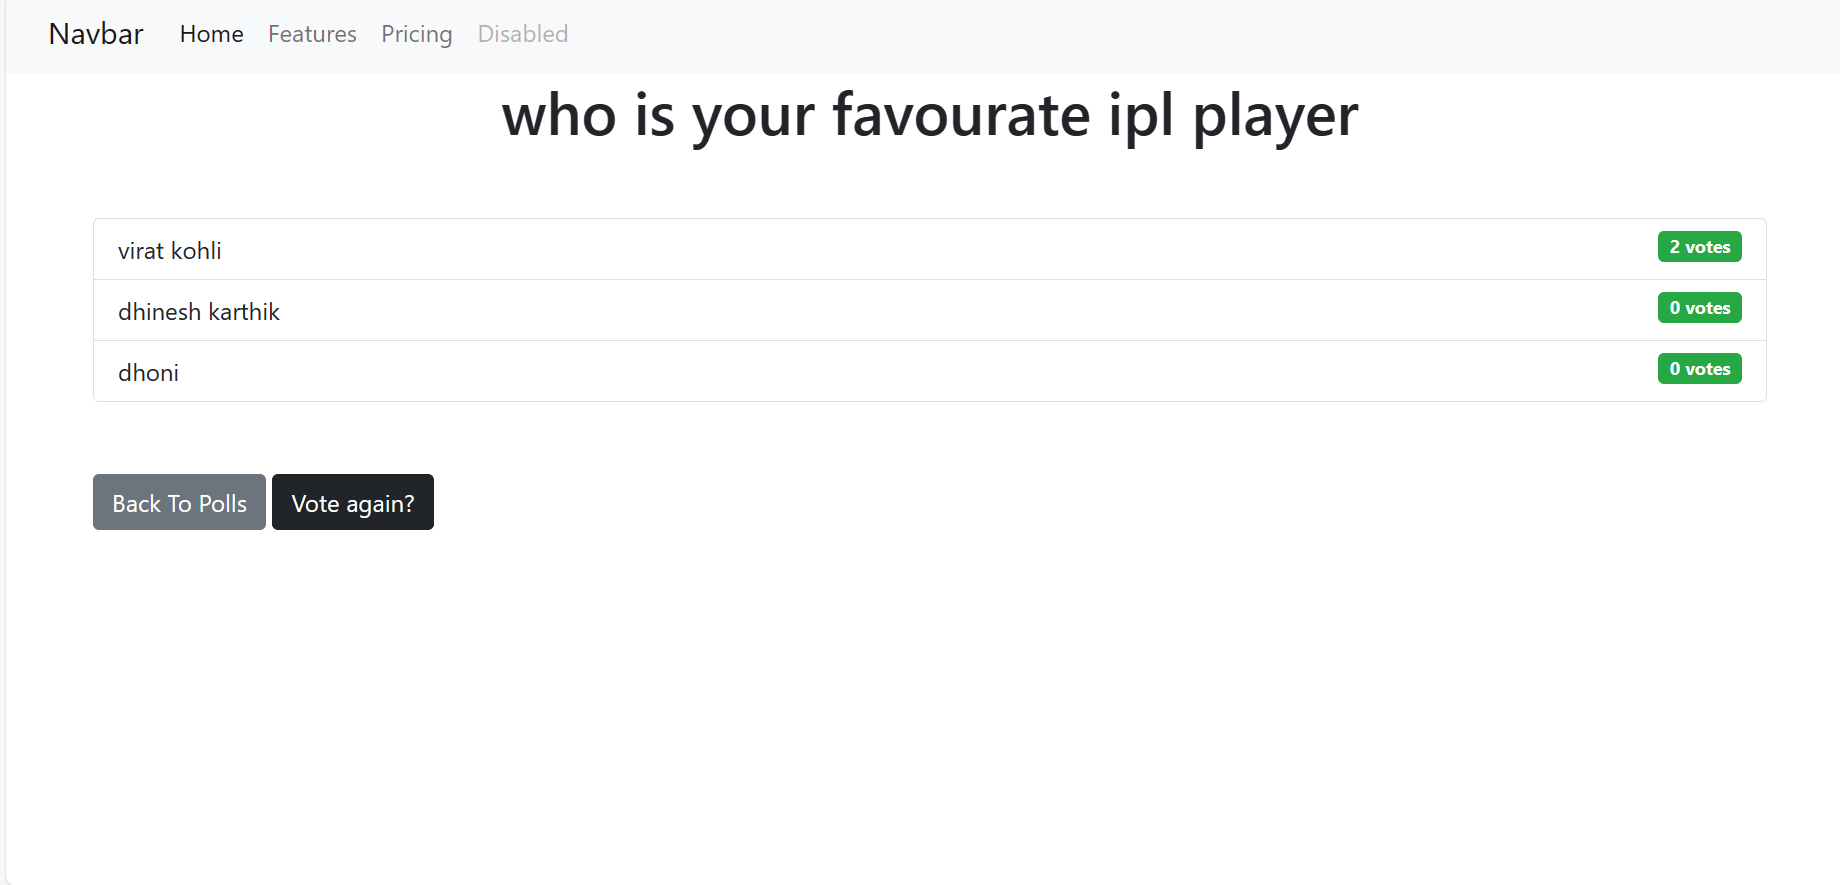 Navbar Home Features Pricing Disabled
who is your favourate ipl player
virat kohli 2 votes
dhinesh karthik 0 votes
dhoni 0 votes
Back To Polls Vote again?